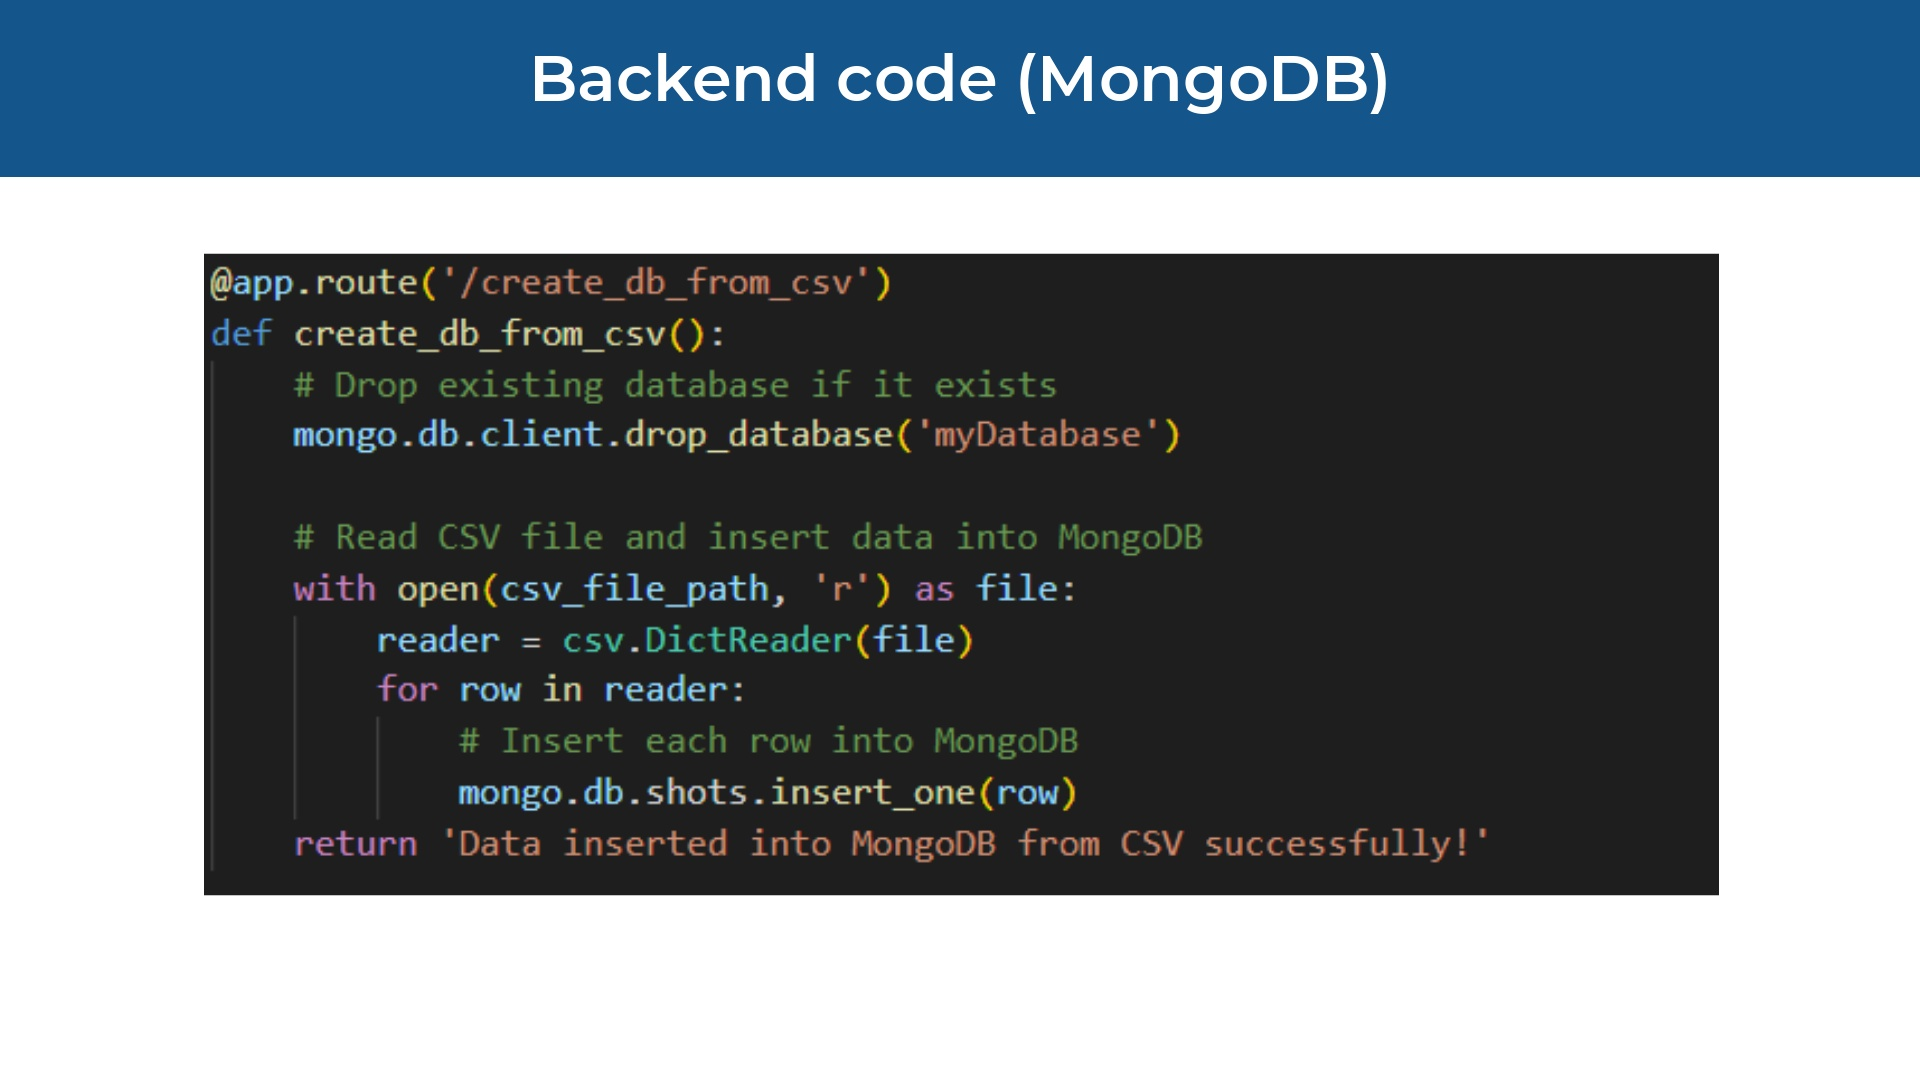 Backend code (MongoDB)
@app.route('/create_db_from_csv')
def create_db_from_csv():
    # Drop existing database if it exists
    mongo.db.client.drop_database('myDatabase')
    # Read CSV file and insert data into MongoDB
    with open(csv_file_path, 'r') as file:
        reader = csv.DictReader(file)
        for row in reader:
            # Insert each row into MongoDB
            mongo.db.shots.insert_one(row)
    return 'Data inserted into MongoDB from CSV successfully!'